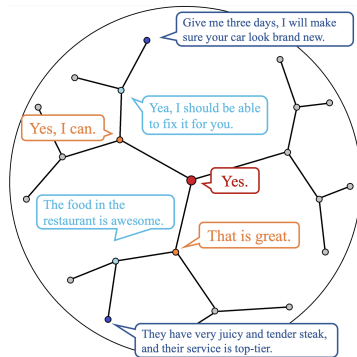 Give me three days, I will make
sure your car look brand new.
Yea, I should be able
to fix it for you.
Yes, I can.
Yes.
The food in the
restaurant is awesome.
That is great.
They have very juicy and tender steak,
and their service is top-tier.